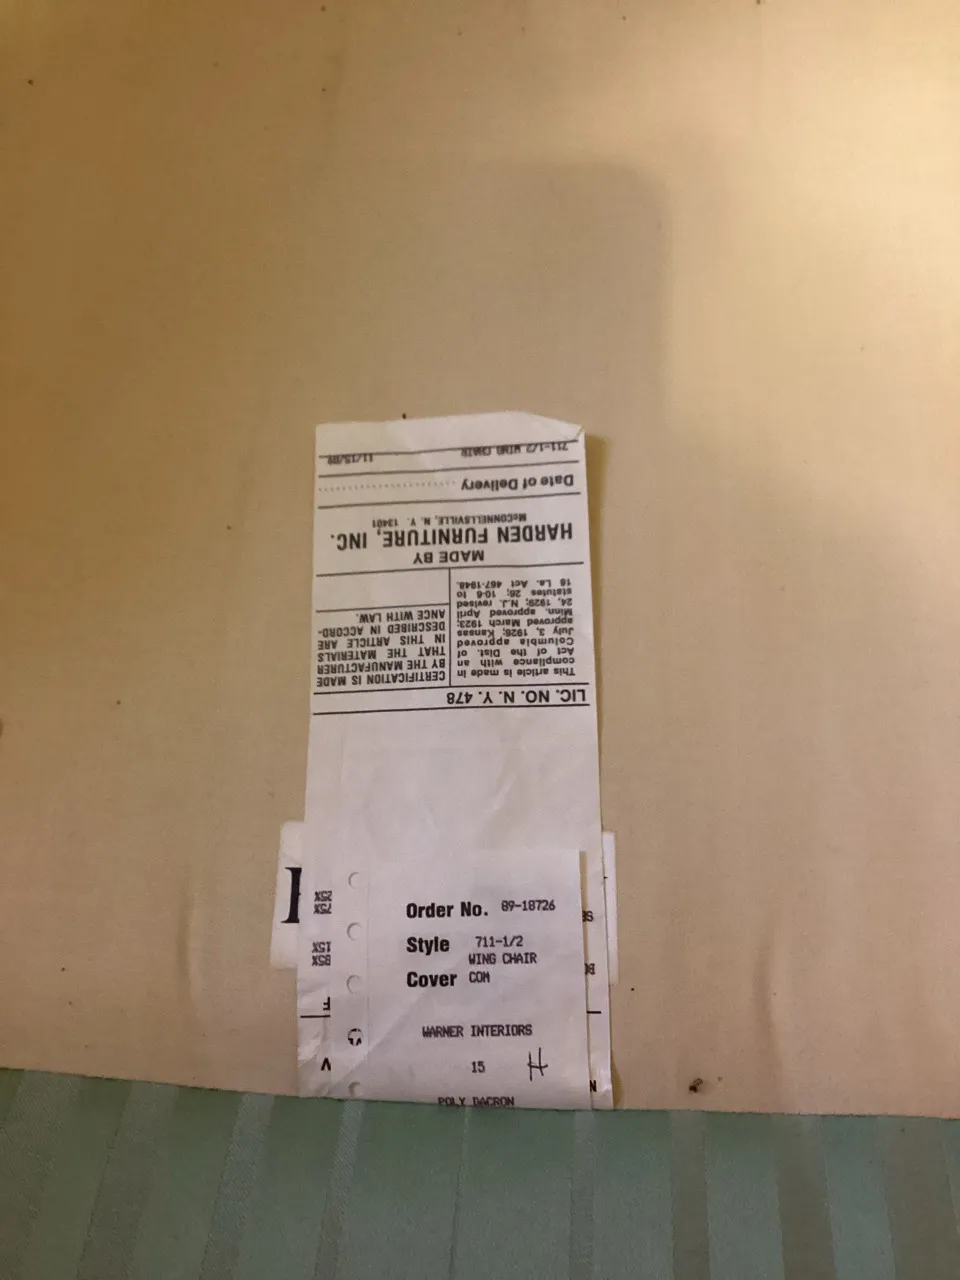 711-1/2 WING CHAIR 11/15/89
Date of Delivery ........................
HARDEN FURNITURE, INC.
McCONNELLSVILLE, N. Y. 13401
MADE BY
LIC. NO. N. Y. 478
This article is made in
compliance with an
Act of the Dist. of
Columbia approved
July 3, 1926; Kansas
approved March 1923;
Minn. approved April
24, 1929; N.J. revised
statutes 26; 10-6 to
18 La. Act 467-1948.
CERTIFICATION IS MADE
BY THE MANUFACTURER
THAT THE MATERIALS
IN THIS ARTICLE ARE
DESCRIBED IN ACCORD-
ANCE WITH LAW.
75%
25%
85%
15%
Order No. 89-18726
Style 711-1/2
WING CHAIR
Cover COM
WARNER INTERIORS
15 H
POLY DACRON